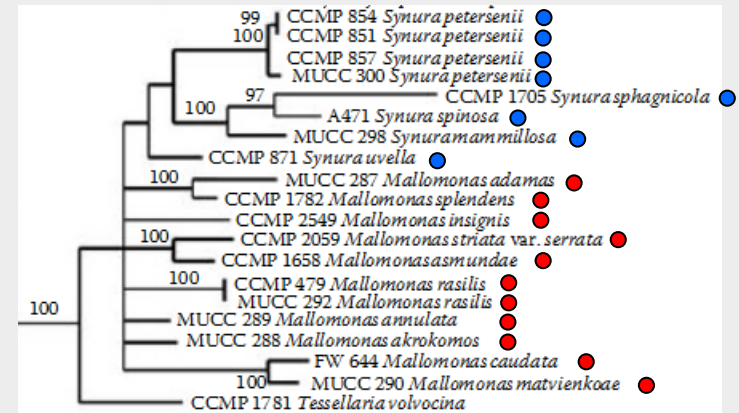 99 CCMP 854 Synura petersenii
100 CCMP 851 Synura petersenii
CCMP 857 Synura petersenii
MUCC 300 Synura petersenii
97 CCMP 1705 Synura sphagnicola
100 A471 Synura spinosa
MUCC 298 Synura mammillosa
CCMP 871 Synura uvella
100 MUCC 287 Mallomonas adamas
CCMP 1782 Mallomonas splendens
CCMP 2549 Mallomonas insignis
100 CCMP 2059 Mallomonas striata var. serrata
CCMP 1658 Mallomonas asmundae
100 CCMP 479 Mallomonas rasilis
MUCC 292 Mallomonas rasilis
100 MUCC 289 Mallomonas annulata
MUCC 288 Mallomonas akrokomos
FW 644 Mallomonas caudata
100 MUCC 290 Mallomonas matvienkoae
CCMP 1781 Tessellaria volvocina